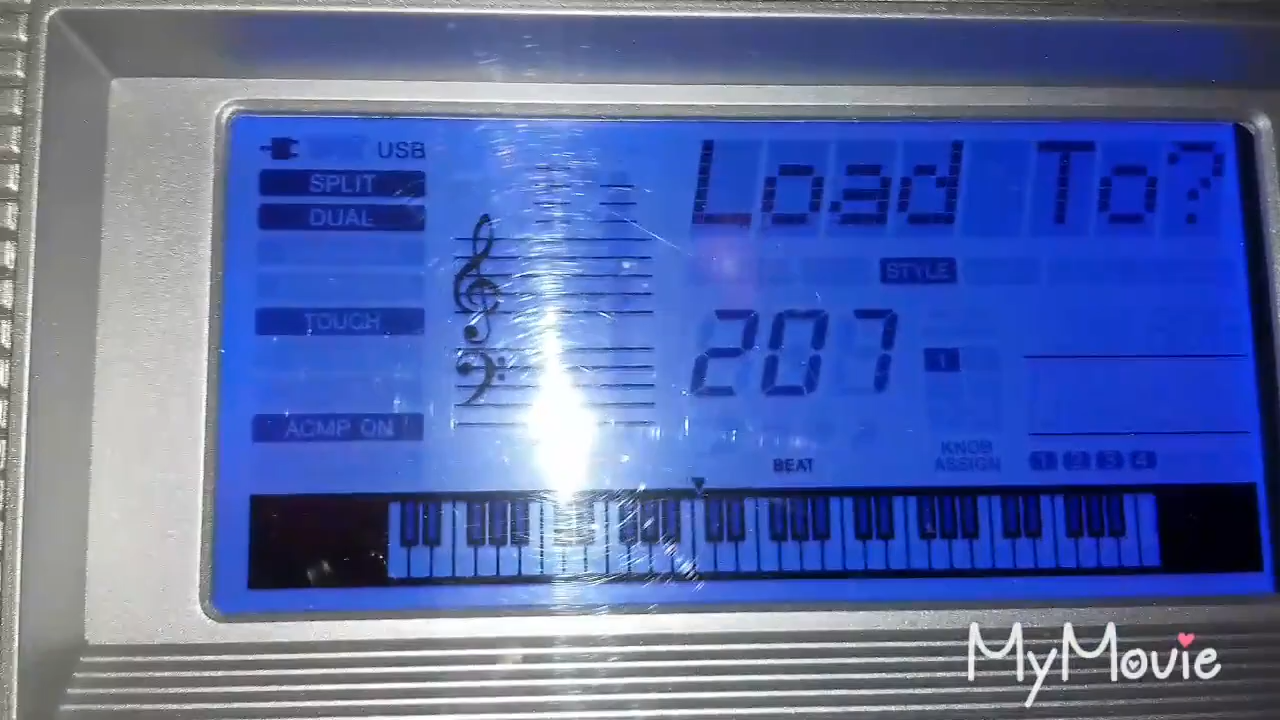 USB
SPLIT
DUAL
TOUCH
ACMP ON
Load To?
STYLE
207
1
BEAT
KNOB
ASSIGN
1 2 3 4
MyMovie